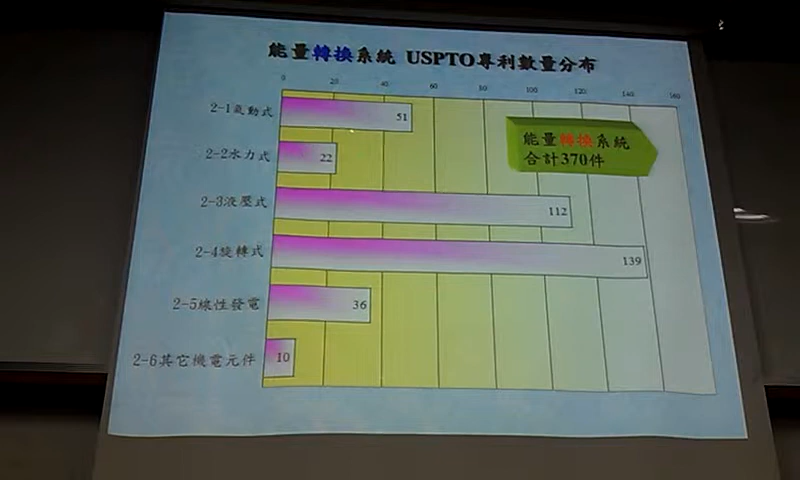 能量轉換系統 USPTO專利數量分布
0 20 40 60 80 100 120 140 160
2-1氣動式 51
2-2水力式 22
2-3液壓式 112
2-4旋轉式 139
2-5線性發電 36
2-6其它機電元件 10
能量轉換系統
合計370件